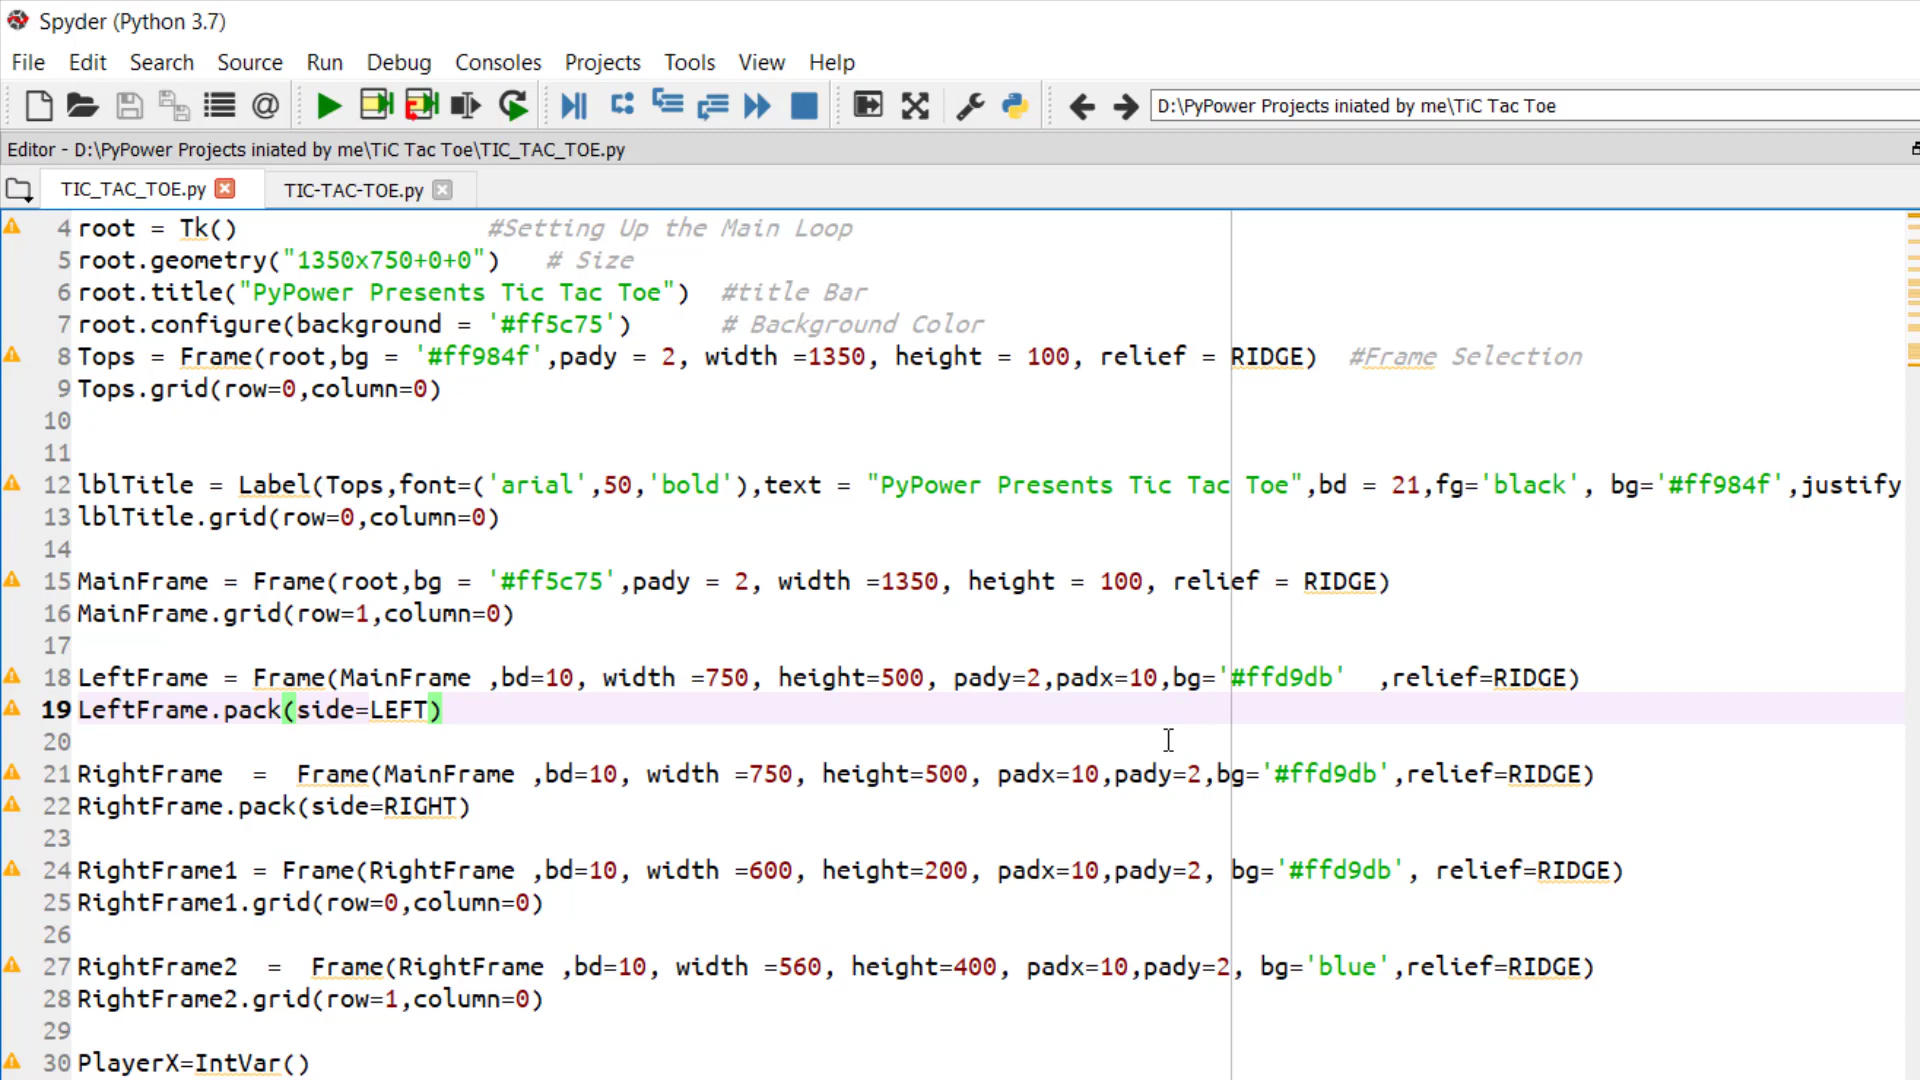 Spyder (Python 3.7)
File Edit Search Source Run Debug Consoles Projects Tools View Help
D:\PyPower Projects iniated by me\TiC Tac Toe
Editor - D:\PyPower Projects iniated by me\TiC Tac Toe\TIC_TAC_TOE.py
TIC_TAC_TOE.py TIC-TAC-TOE.py
4 root = Tk() #Setting Up the Main Loop
5 root.geometry("1350x750+0+0") # Size
6 root.title("PyPower Presents Tic Tac Toe") #title Bar
7 root.configure(background = '#ff5c75') # Background Color
8 Tops = Frame(root,bg = '#ff984f',pady = 2, width =1350, height = 100, relief = RIDGE) #Frame Selection
9 Tops.grid(row=0,column=0)
10
11
12 lblTitle = Label(Tops,font=('arial',50,'bold'),text = "PyPower Presents Tic Tac Toe",bd = 21,fg='black', bg='#ff984f',justify
13 lblTitle.grid(row=0,column=0)
14
15 MainFrame = Frame(root,bg = '#ff5c75',pady = 2, width =1350, height = 100, relief = RIDGE)
16 MainFrame.grid(row=1,column=0)
17
18 LeftFrame = Frame(MainFrame ,bd=10, width =750, height=500, pady=2,padx=10,bg='#ffd9db' ,relief=RIDGE)
19 LeftFrame.pack(side=LEFT)
20
21 RightFrame = Frame(MainFrame ,bd=10, width =750, height=500, padx=10,pady=2,bg='#ffd9db',relief=RIDGE)
22 RightFrame.pack(side=RIGHT)
23
24 RightFrame1 = Frame(RightFrame ,bd=10, width =600, height=200, padx=10,pady=2, bg='#ffd9db', relief=RIDGE)
25 RightFrame1.grid(row=0,column=0)
26
27 RightFrame2 = Frame(RightFrame ,bd=10, width =560, height=400, padx=10,pady=2, bg='blue',relief=RIDGE)
28 RightFrame2.grid(row=1,column=0)
29
30 PlayerX=IntVar()